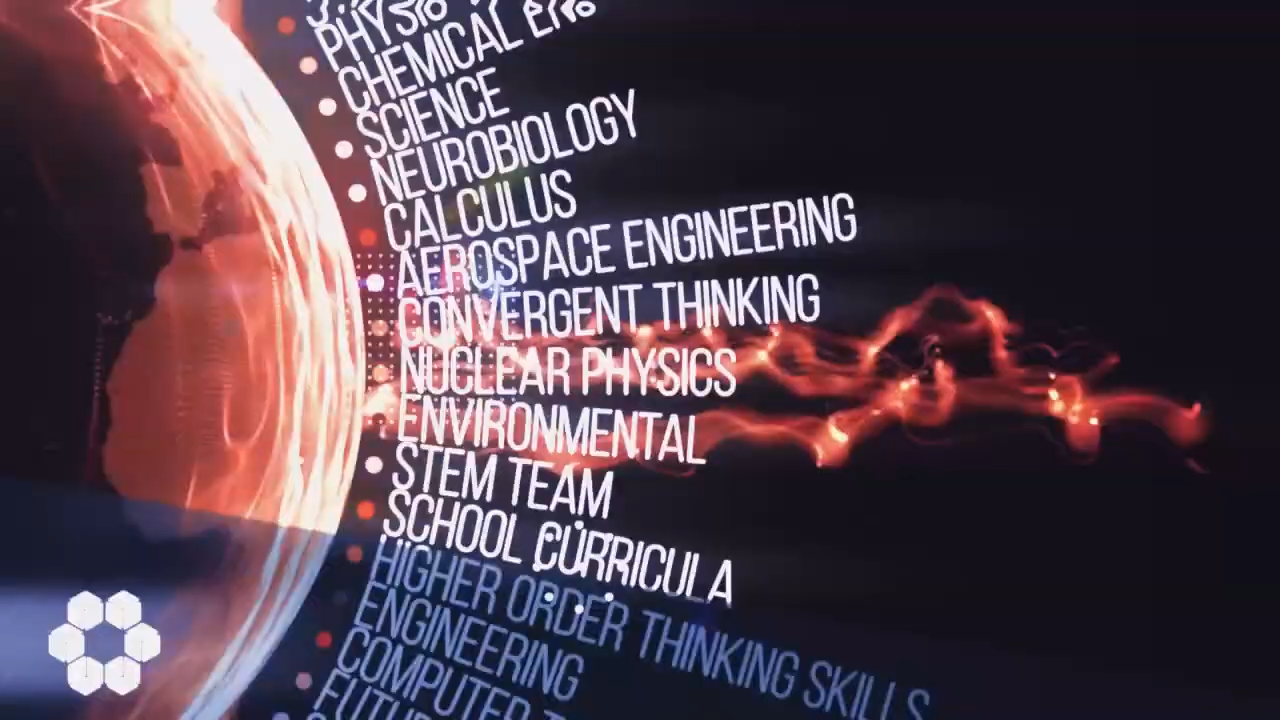 CHEMICAL
SCIENCE
NEUROBIOLOGY
CALCULUS
AEROSPACE ENGINEERING
CONVERGENT THINKING
NUCLEAR PHYSICS
ENVIRONMENTAL
STEM TEAM
SCHOOL CURRICULA
HIGHER ORDER THINKING SKILLS
ENGINEERING
COMPUTER